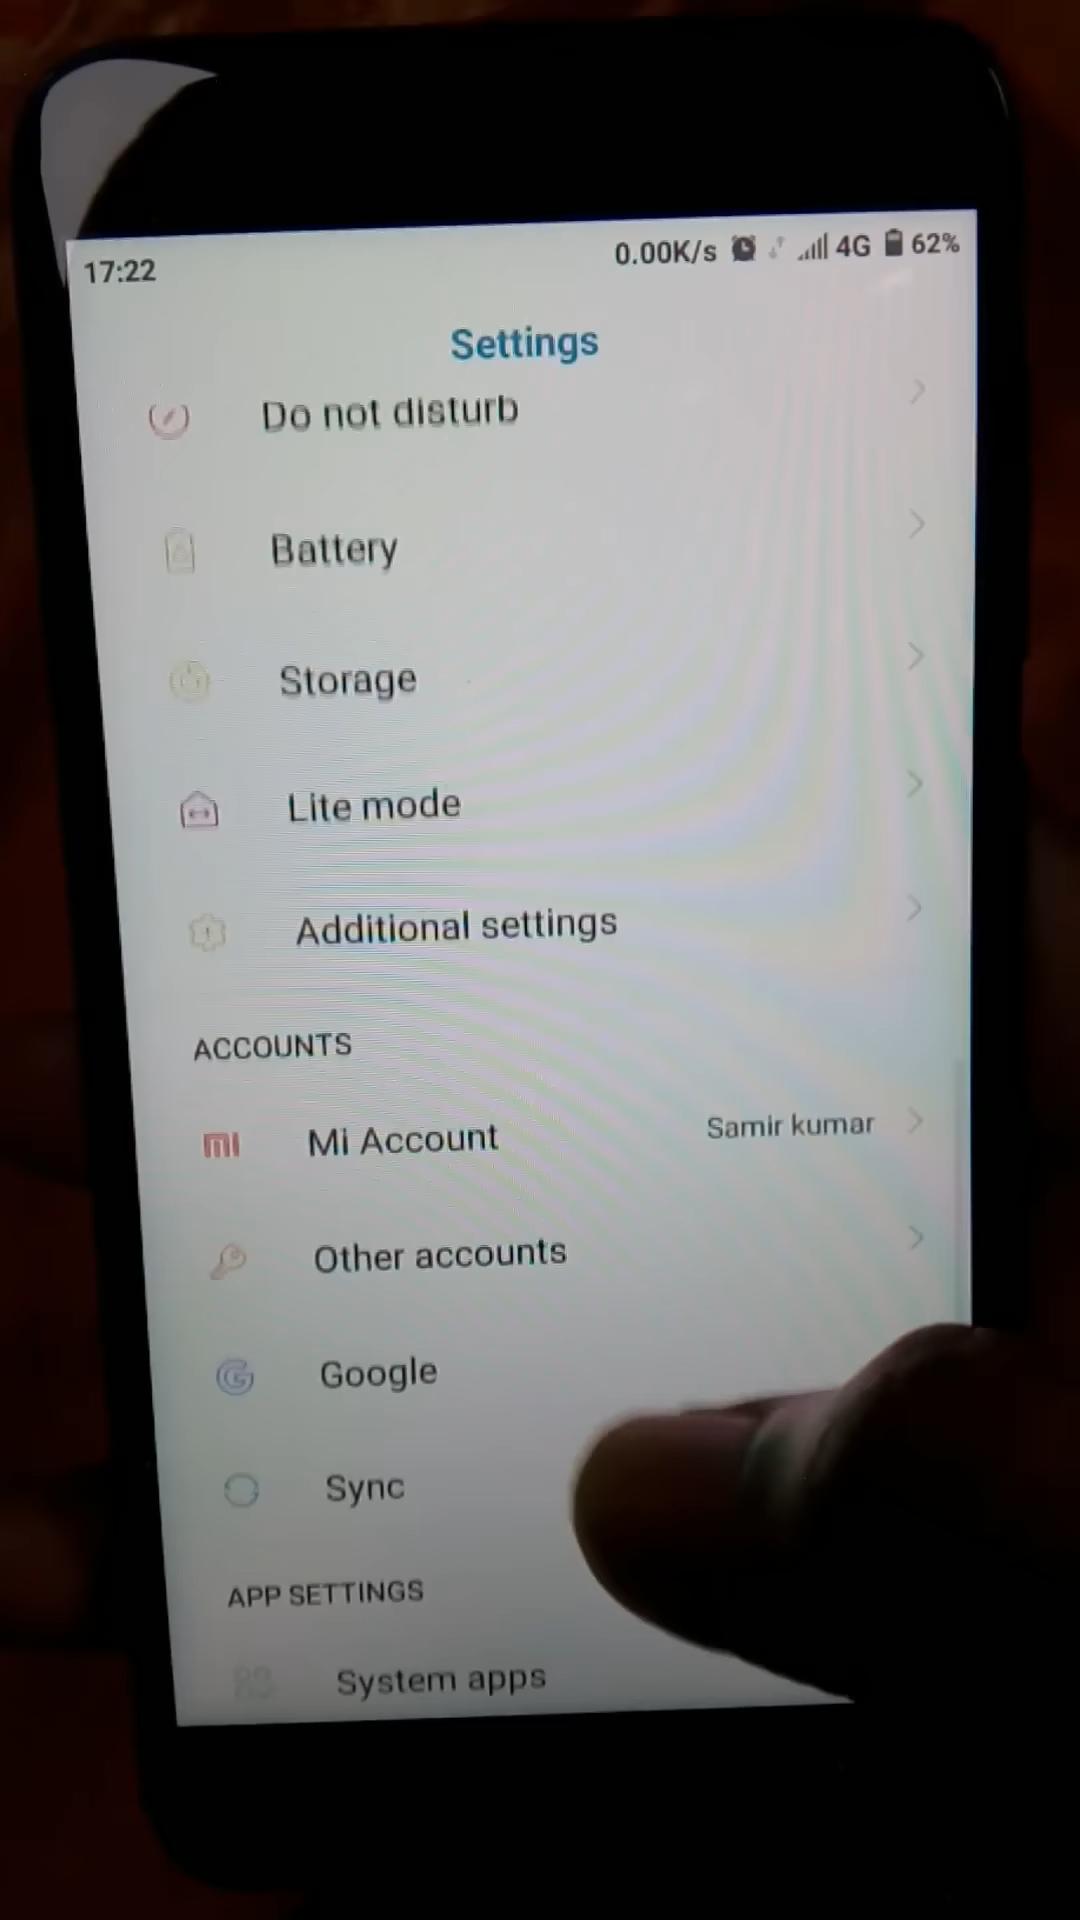 17:22
0.00K/s 4G 62%
Settings
Do not disturb
Battery
Storage
Lite mode
Additional settings
ACCOUNTS
MI Mi Account Samir kumar
Other accounts
Google
Sync
APP SETTINGS
System apps